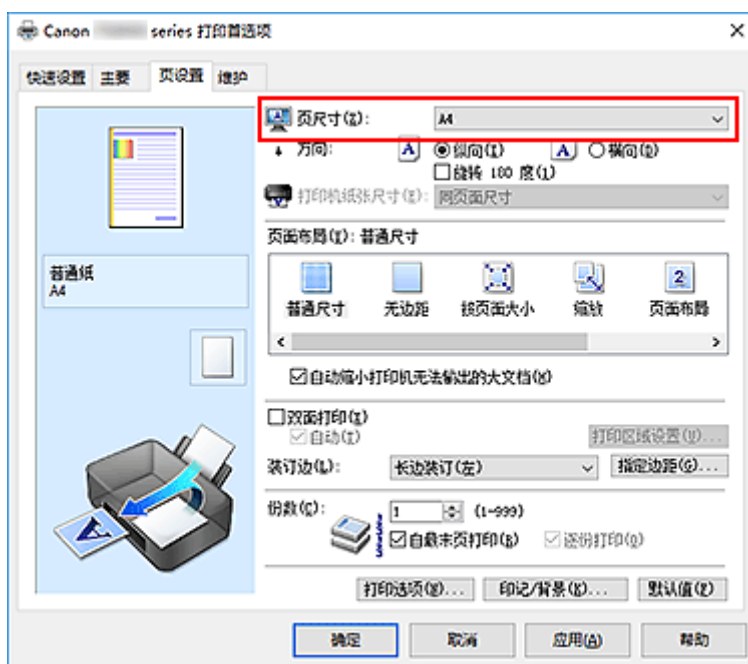 Canon series 打印首选项
快速设置 主要 页设置 维护
页尺寸(Z): A4
方向: A 纵向(T) A 横向(D)
旋转 180 度(1)
打印机纸张尺寸(E): 同页面尺寸
页面布局(Y): 普通尺寸
普通尺寸 无边距 按页面大小 缩放 2 页面布局
自动缩小打印机无法输出的大文档(W)
普通纸
A4
双面打印(X)
自动(I)
打印区域设置(U)...
装订边(L): 长边装订(左) 指定边距(G)...
份数(C): 1 (1-999)
自最末页打印(B) 逐份打印(O)
打印选项(M)... 印记/背景(K)... 默认值(F)
确定 取消 应用(A) 帮助